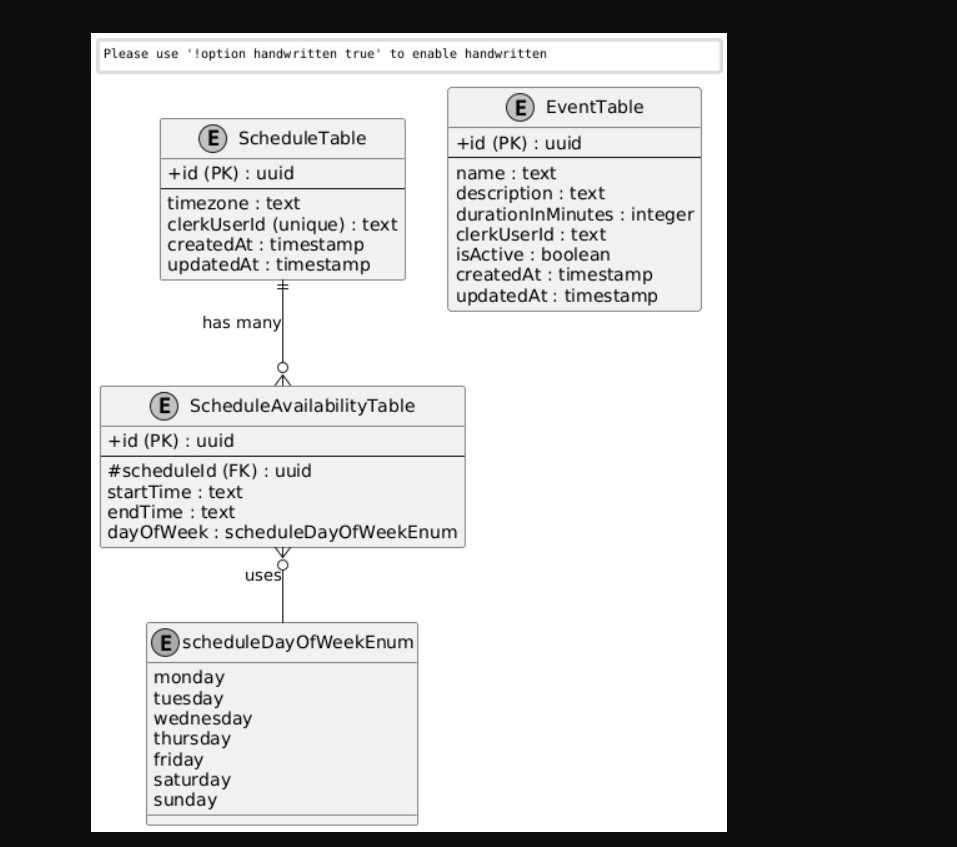 Please use '!option handwritten true' to enable handwritten
E EventTable
+id (PK) : uuid
name : text
description : text
durationInMinutes : integer
clerkUserId : text
isActive : boolean
createdAt : timestamp
updatedAt : timestamp
E ScheduleTable
+id (PK) : uuid
timezone : text
clerkUserId (unique) : text
createdAt : timestamp
updatedAt : timestamp
has many
E ScheduleAvailabilityTable
+id (PK) : uuid
#scheduleId (FK) : uuid
startTime : text
endTime : text
dayOfWeek : scheduleDayOfWeekEnum
uses
E scheduleDayOfWeekEnum
monday
tuesday
wednesday
thursday
friday
saturday
sunday